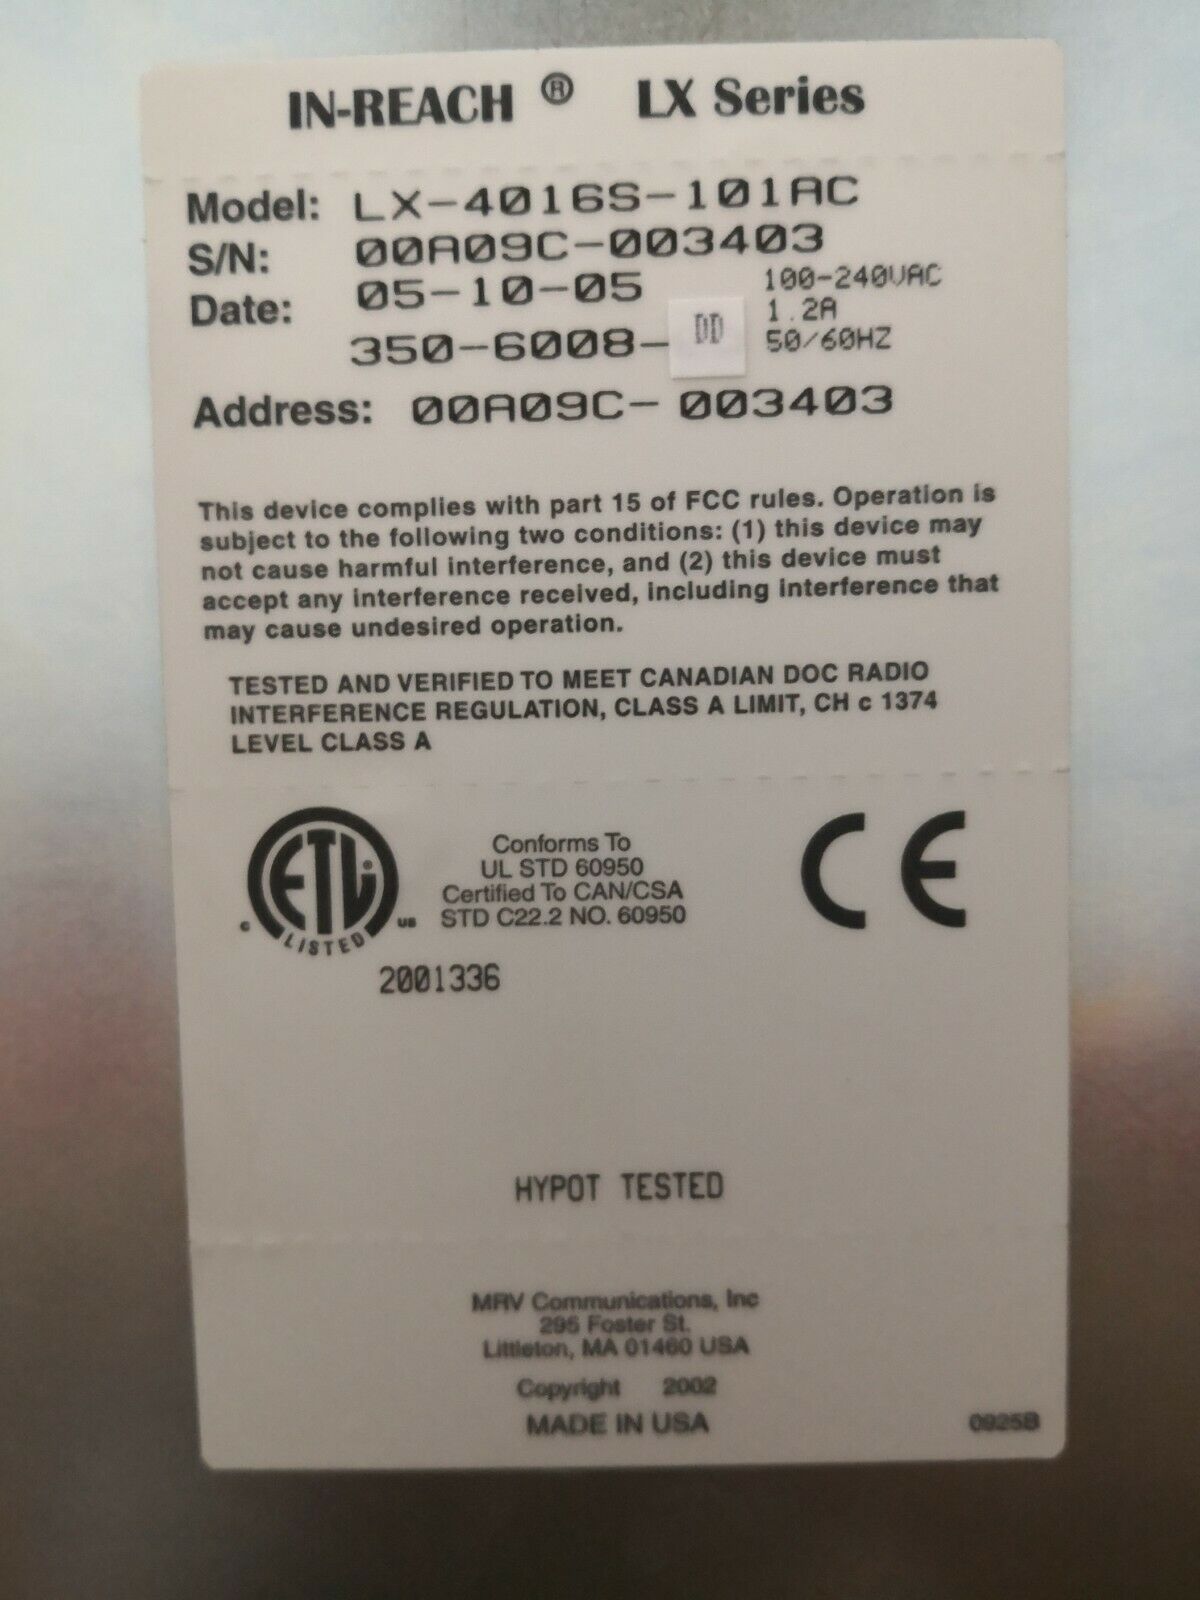 IN-REACH ® LX Series
Model: LX-4016S-101AC
S/N: 00A09C-003403
Date: 05-10-05 100-240VAC
1.2A
350-6008- DD 50/60HZ
Address: 00A09C- 003403
This device complies with part 15 of FCC rules. Operation is
subject to the following two conditions: (1) this device may
not cause harmful interference, and (2) this device must
accept any interference received, including interference that
may cause undesired operation.
TESTED AND VERIFIED TO MEET CANADIAN DOC RADIO
INTERFERENCE REGULATION, CLASS A LIMIT, CH c 1374
LEVEL CLASS A
ETL ®
LISTED
c us
Conforms To
UL STD 60950
Certified To CAN/CSA
STD C22.2 NO. 60950
CE
2001336
HYPOT TESTED
MRV Communications, Inc
295 Foster St.
Littleton, MA 01460 USA
Copyright 2002
MADE IN USA 0925B